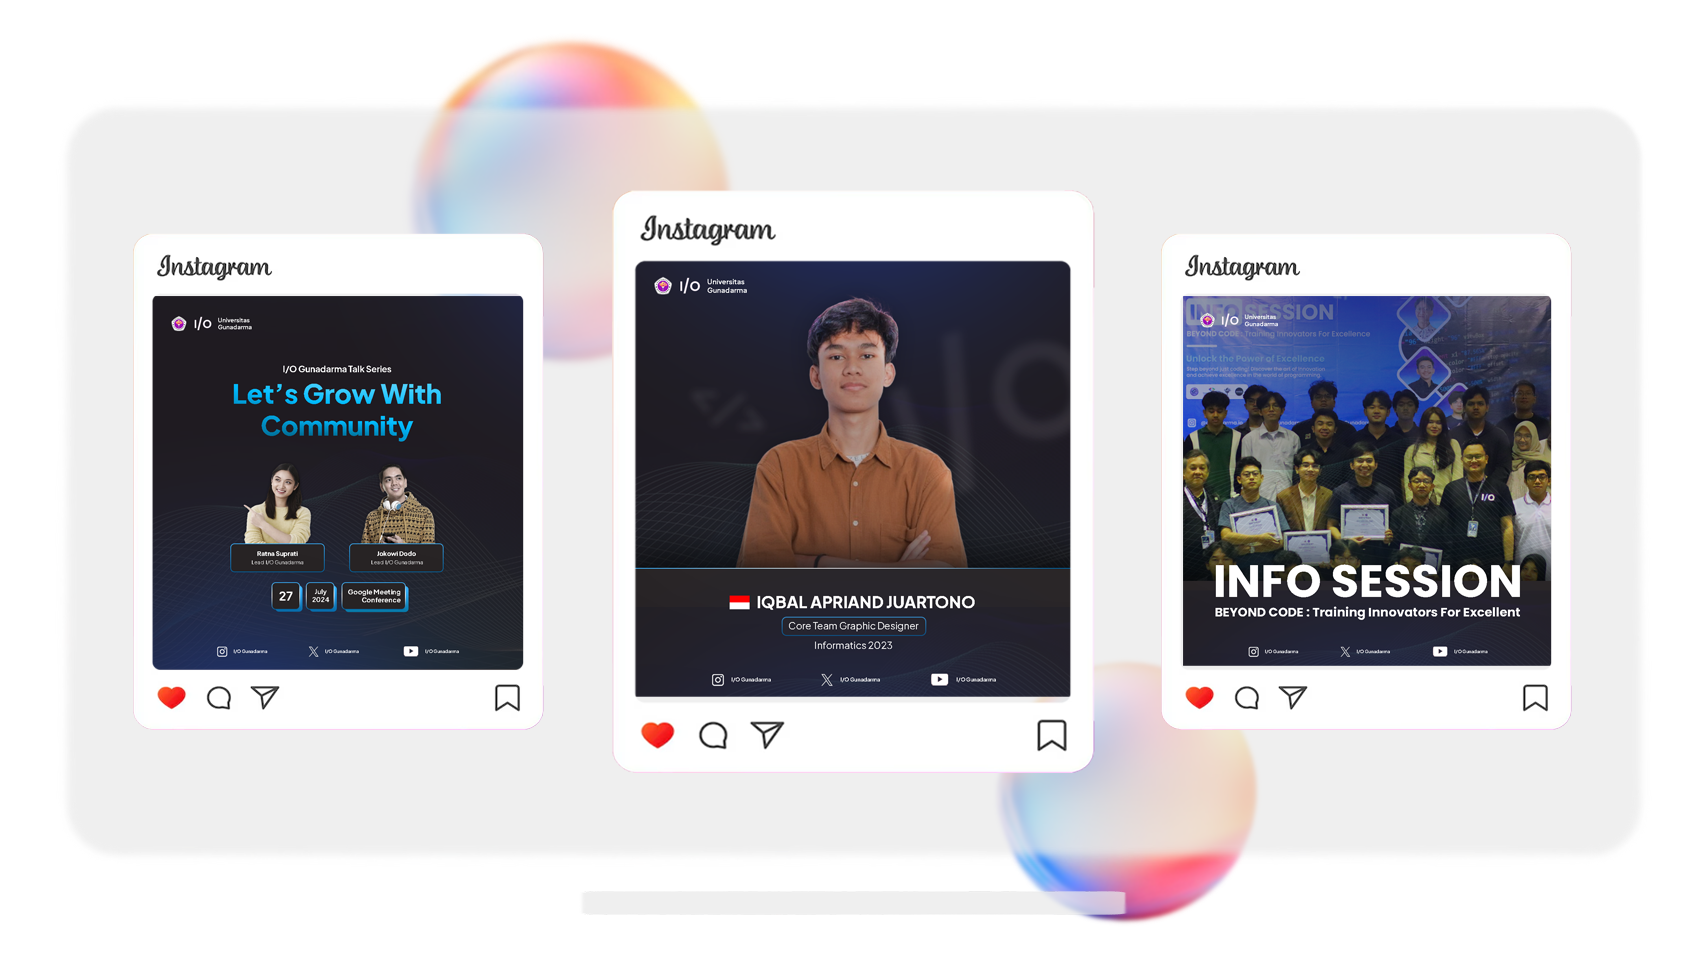 Instagram
I/O Universitas
Gunadarma
I/O Gunadarma Talk Series
Let's Grow With
Community
Ratna Suprati
Lead I/O Gunadarma
Jokowi Dodo
Lead I/O Gunadarma
27
July
2024
Google Meeting
Conference
I/O Gunadarma
I/O Gunadarma
I/O Gunadarma
Instagram
I/O Universitas
Gunadarma
I/O
IQBAL APRIAND JUARTONO
Core Team Graphic Designer
Informatics 2023
I/O Gunadarma
I/O Gunadarma
I/O Gunadarma
Instagram
INFO SESSION
I/O Universitas
Gunadarma
BEYOND CODE : Training Innovators For Excellence
Unlock the Power of Excellence
I/O
INFO SESSION
BEYOND CODE : Training Innovators For Excellent
I/O Gunadarma
I/O Gunadarma
I/O Gunadarma